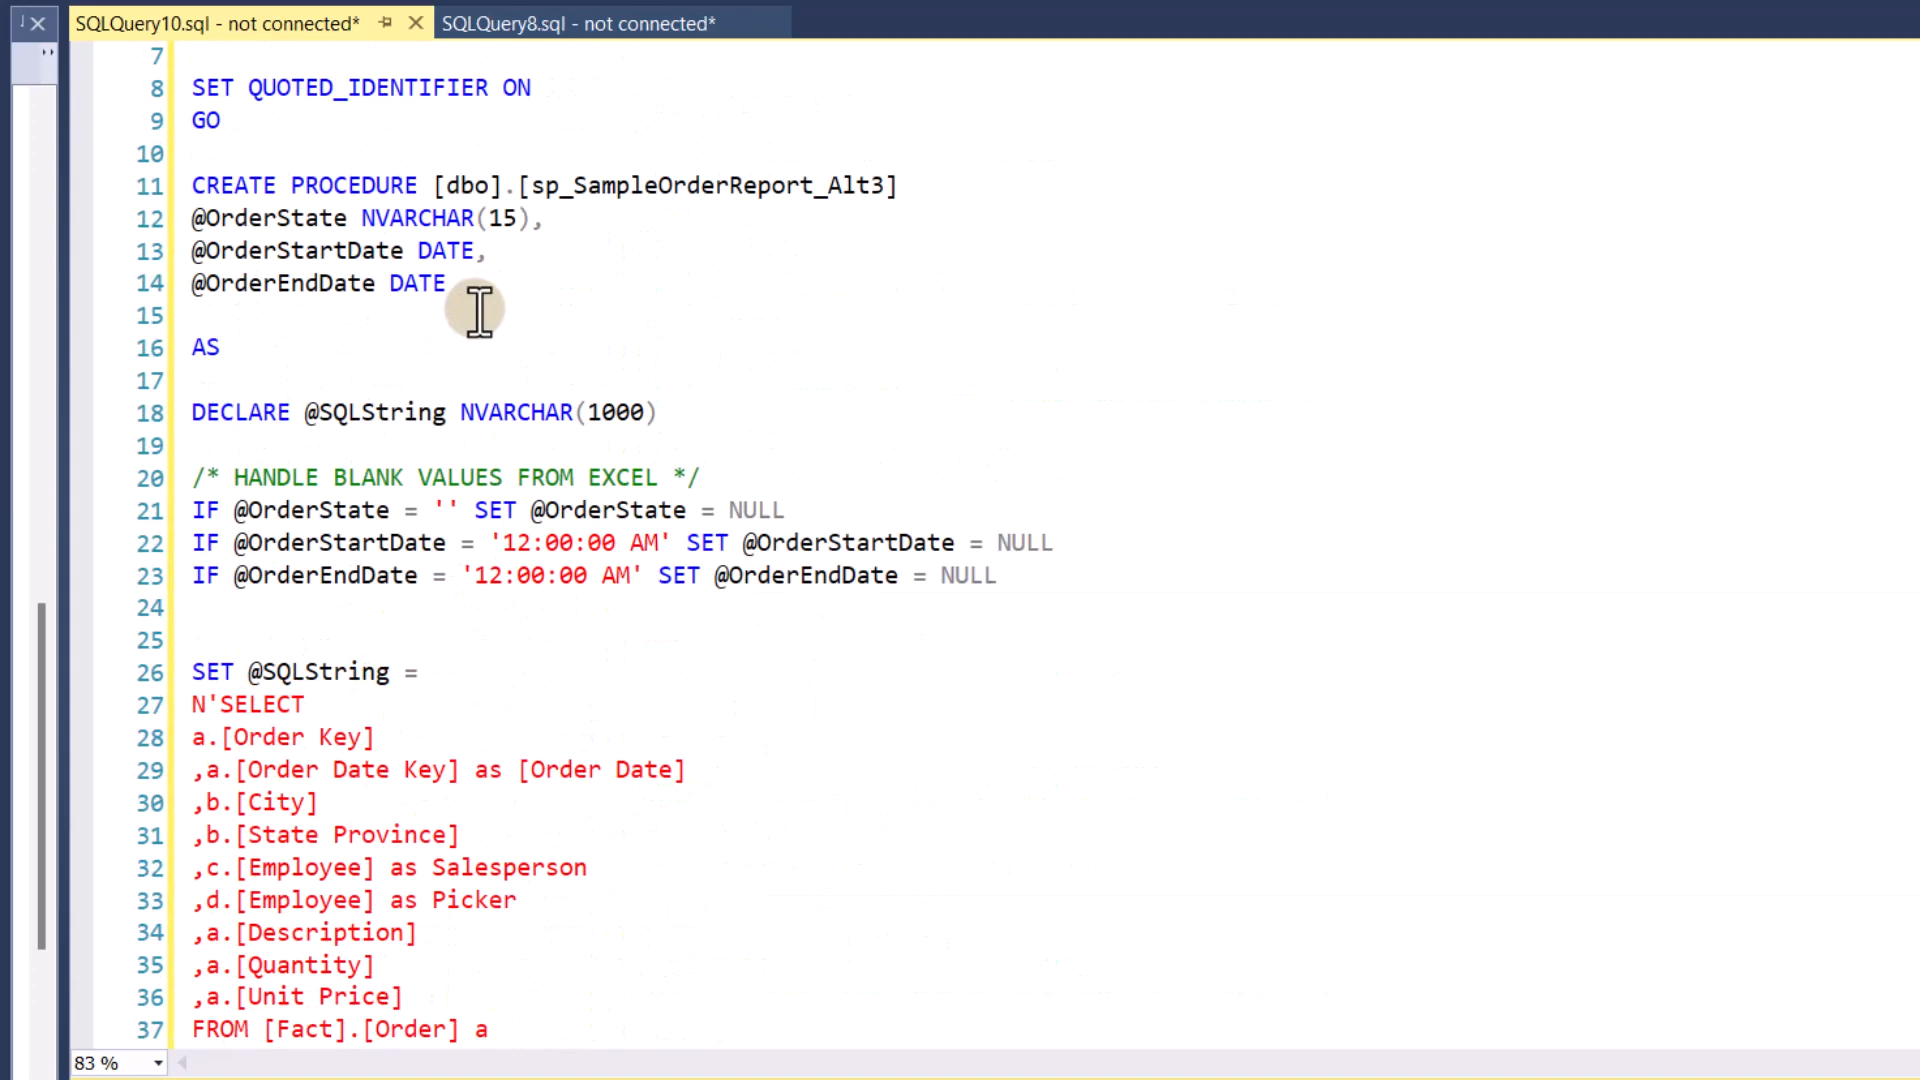 SQLQuery10.sql - not connected*
SQLQuery8.sql - not connected*
7
8 SET QUOTED_IDENTIFIER ON
9 GO
10
11 CREATE PROCEDURE [dbo].[sp_SampleOrderReport_Alt3]
12 @OrderState NVARCHAR(15),
13 @OrderStartDate DATE,
14 @OrderEndDate DATE
15
16 AS
17
18 DECLARE @SQLString NVARCHAR(1000)
19
20 /* HANDLE BLANK VALUES FROM EXCEL */
21 IF @OrderState = '' SET @OrderState = NULL
22 IF @OrderStartDate = '12:00:00 AM' SET @OrderStartDate = NULL
23 IF @OrderEndDate = '12:00:00 AM' SET @OrderEndDate = NULL
24
25
26 SET @SQLString =
27 N'SELECT
28 a.[Order Key]
29 ,a.[Order Date Key] as [Order Date]
30 ,b.[City]
31 ,b.[State Province]
32 ,c.[Employee] as Salesperson
33 ,d.[Employee] as Picker
34 ,a.[Description]
35 ,a.[Quantity]
36 ,a.[Unit Price]
37 FROM [Fact].[Order] a
83 %